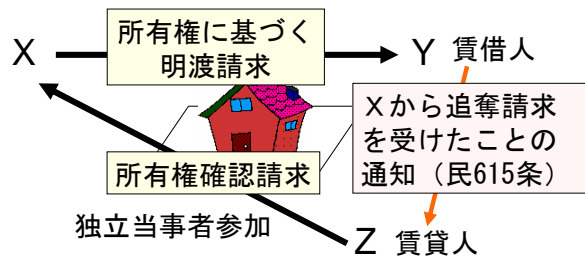 所有権に基づく
明渡請求
X
Y 賃借人
Xから追奪請求
を受けたことの
通知（民615条）
所有権確認請求
独立当事者参加
Z 賃貸人